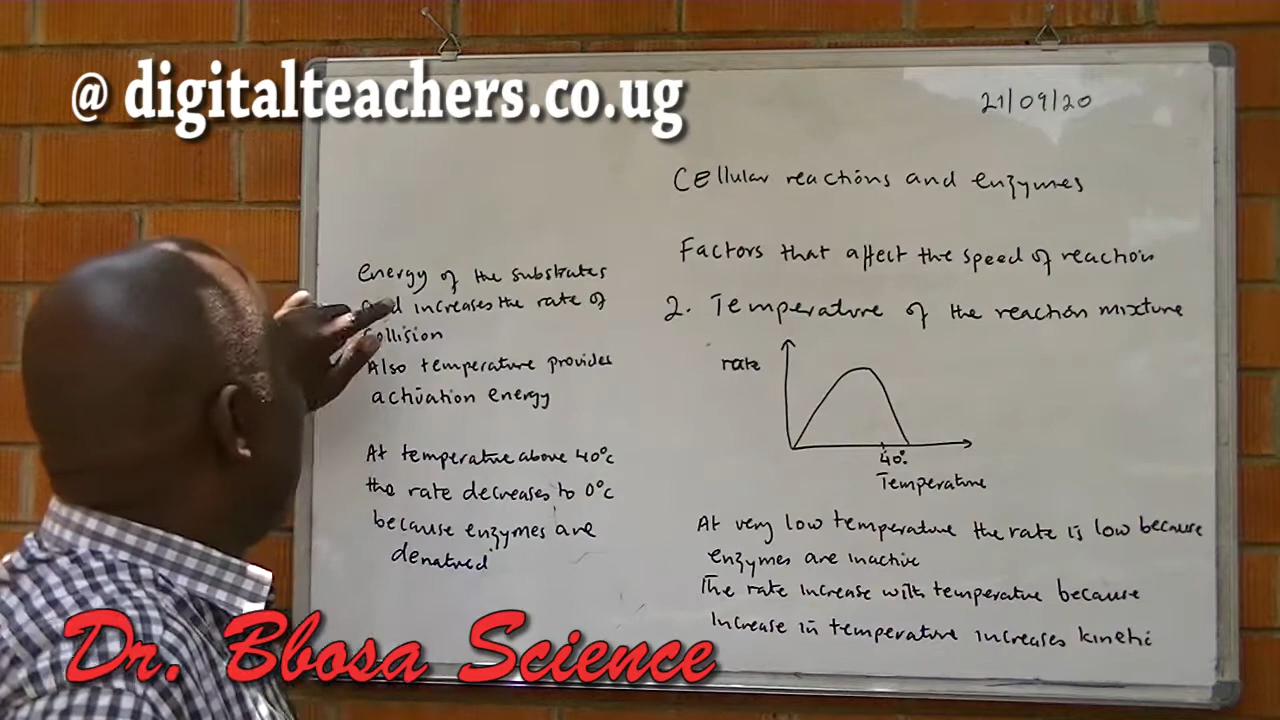 @ digitalteachers.co.ug
21/09/20
Cellular reactions and enzymes
Factors that affect the speed of reaction
2. Temperature of the reaction mixture
rate
40°
Temperature
At very low temperature the rate is low because
enzymes are inactive
The rate increase with temperature because
increase in temperature increases kinetic
energy of the substrates
and increases the rate of
collision
Also temperature provides
activation energy
At temperature above 40°c
the rate decreases to 0°c
because enzymes are
denatured
Dr. Bbosa Science